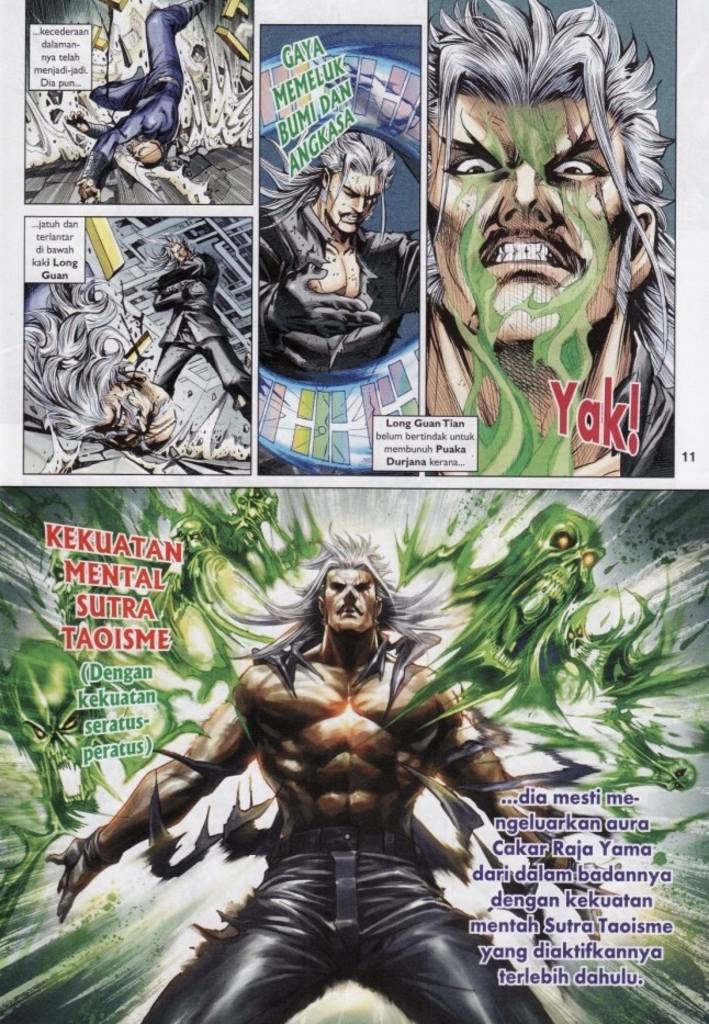 ...kecederaan
dalaman-
nya telah
menjadi-jadi.
Dia pun...
...jatuh dan
terlantar
di bawah
kaki Long
Guan
GAYA
MEMELUK
BUMI DAN
ANGKASA
Long Guan Tian
belum bertindak untuk
membunuh Puaka
Durjana kerana...
Yak!
11
KEKUATAN
MENTAL
SUTRA
TAOISME
(Dengan
kekuatan
seratus-
peratus)
...dia mesti me-
ngeluarkan aura
Cakar Raja Yama
dari dalam badannya
dengan kekuatan
mentah Sutra Taoisme
yang diaktifkannya
terlebih dahulu.